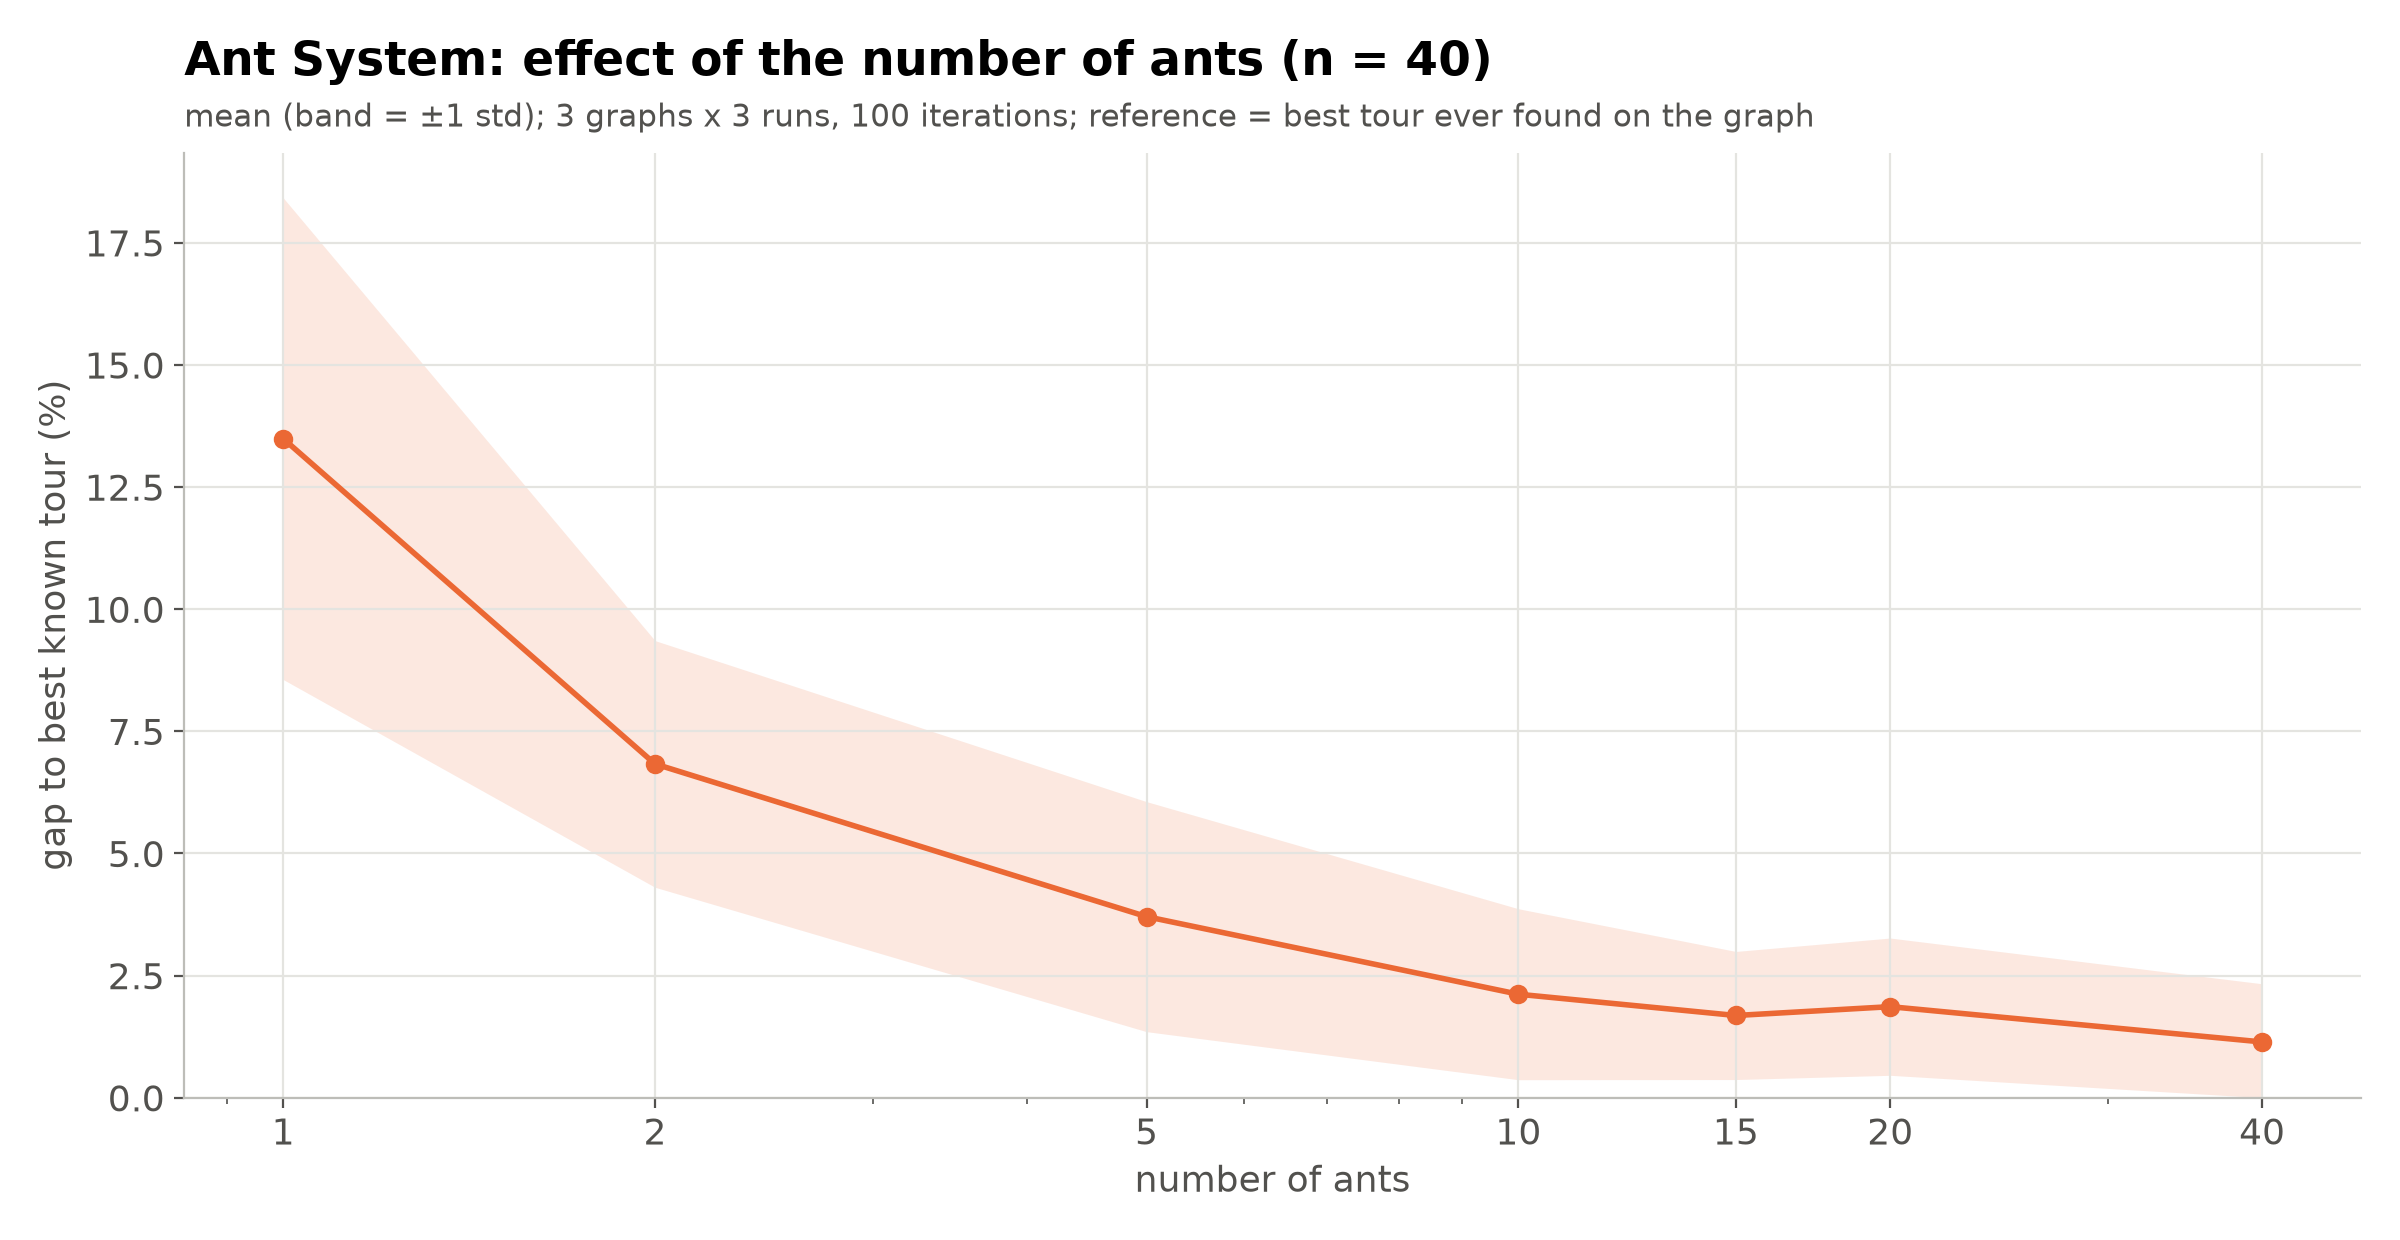 Ant System: effect of the number of ants (n = 40)
mean (band = ±1 std); 3 graphs x 3 runs, 100 iterations; reference = best tour ever found on the graph
gap to best known tour (%)
17.5
15.0
12.5
10.0
7.5
5.0
2.5
0.0
1 2 5 10 15 20 40
number of ants